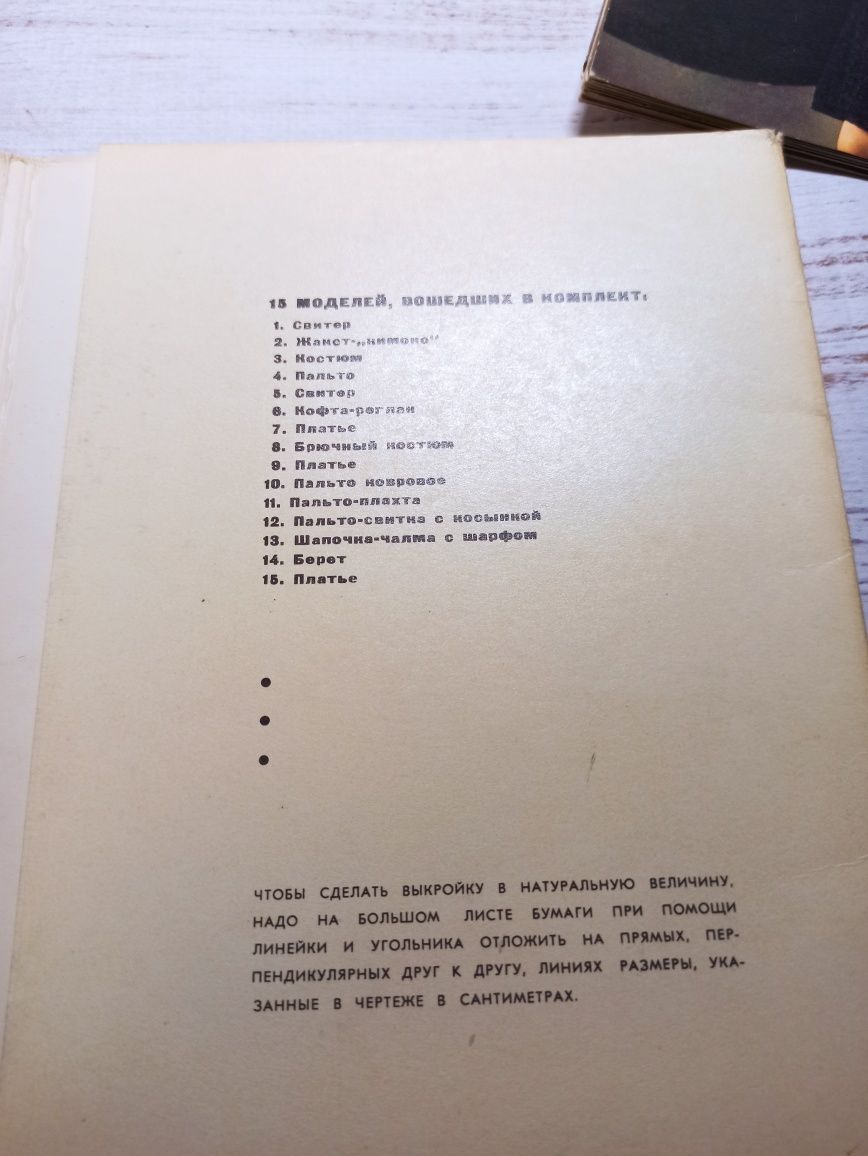 15 МОДЕЛЕЙ, ВОШЕДШИХ В КОМПЛЕКТ:
1. Свитер
2. Жакет-„кимоно"
3. Костюм
4. Пальто
5. Свитер
6. Кофта-реглан
7. Платье
8. Брючный костюм
9. Платье
10. Пальто ковровое
11. Пальто-плахта
12. Пальто-свитка с косынкой
13. Шапочка-чалма с шарфом
14. Берет
15. Платье
ЧТОБЫ СДЕЛАТЬ ВЫКРОЙКУ В НАТУРАЛЬНУЮ ВЕЛИЧИНУ,
НАДО НА БОЛЬШОМ ЛИСТЕ БУМАГИ ПРИ ПОМОЩИ
ЛИНЕЙКИ И УГОЛЬНИКА ОТЛОЖИТЬ НА ПРЯМЫХ, ПЕР-
ПЕНДИКУЛЯРНЫХ ДРУГ К ДРУГУ, ЛИНИЯХ РАЗМЕРЫ, УКА-
ЗАННЫЕ В ЧЕРТЕЖЕ В САНТИМЕТРАХ.